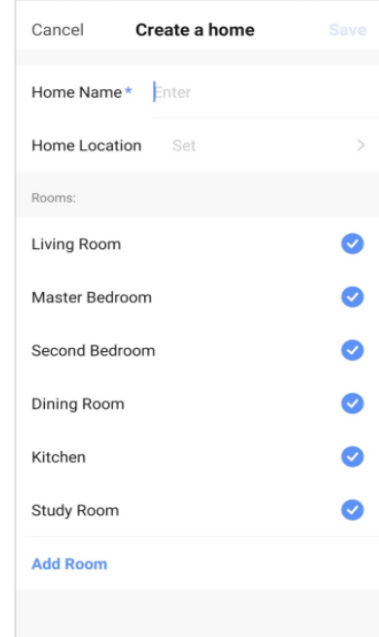 Cancel Create a home Save
Home Name * Enter
Home Location Set
Rooms:
Living Room
Master Bedroom
Second Bedroom
Dining Room
Kitchen
Study Room
Add Room